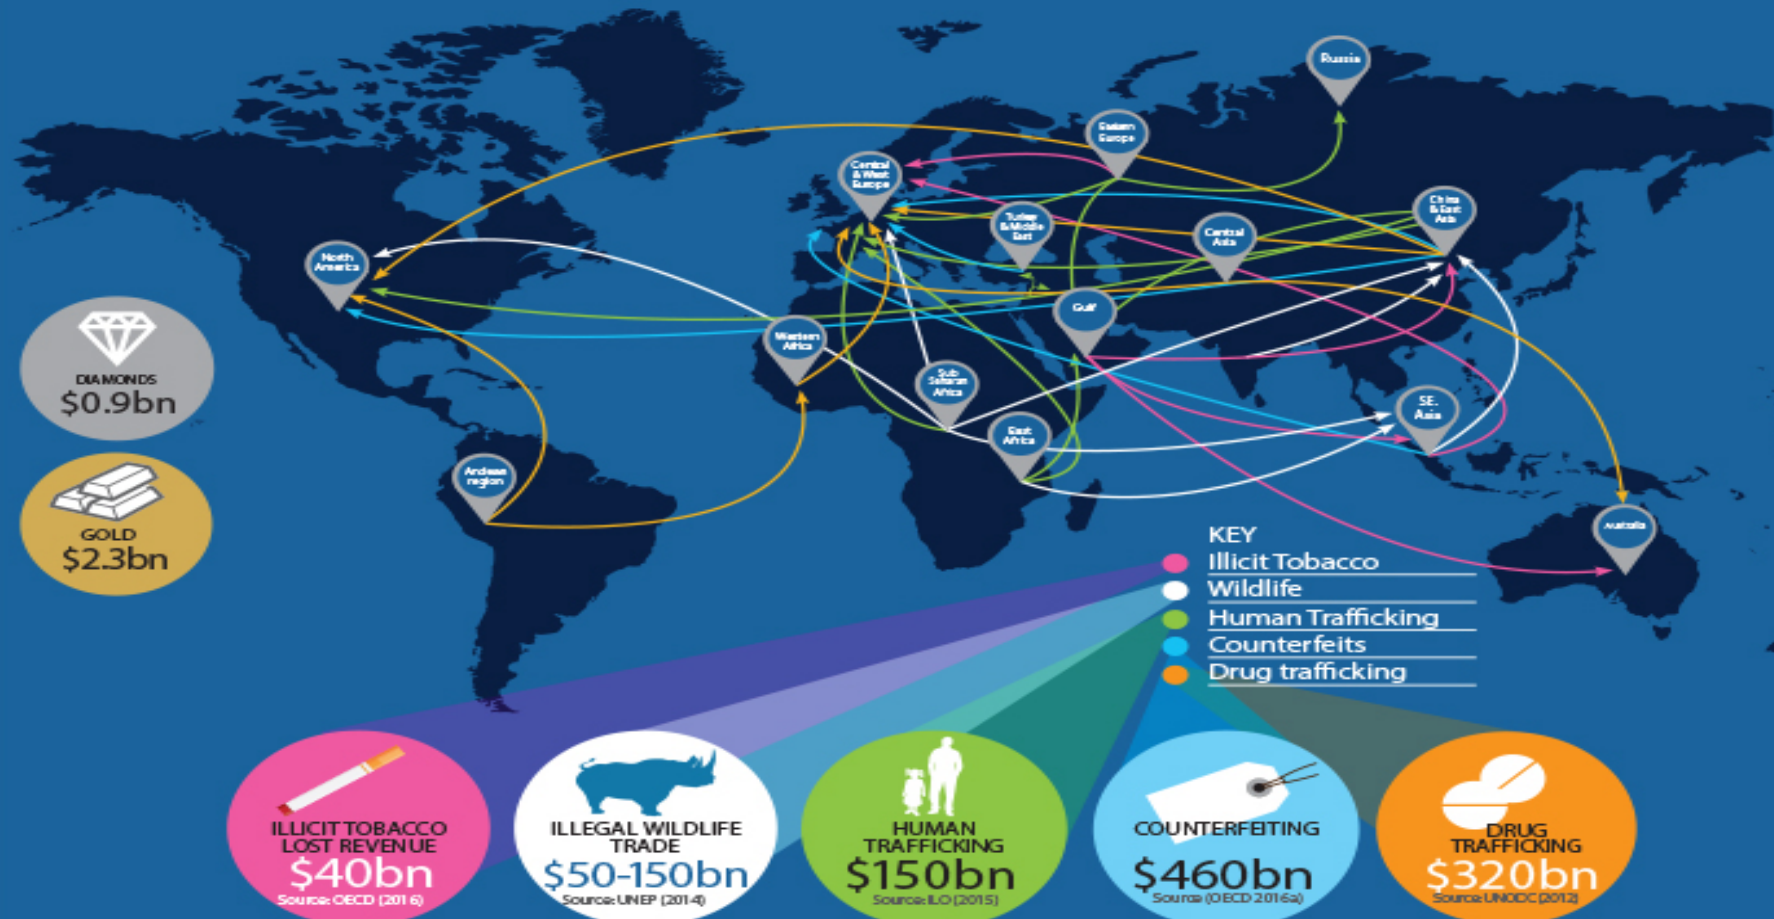 Russia
Eastern
Europe
Central
& West
Europe
China
& East
Asia
Turkey
& Middle
East
Central
Asia
North
America
Gulf
Western
Africa
Sub
Saharan
Africa
SE.
Asia
East
Africa
Andean
region
Australia
DIAMONDS
$0.9bn
GOLD
$2.3bn
KEY
Illicit Tobacco
Wildlife
Human Trafficking
Counterfeits
Drug trafficking
ILLICIT TOBACCO
LOST REVENUE
$40bn
Source: OECD (2016)
ILLEGAL WILDLIFE
TRADE
$50-150bn
Source: UNEP (2014)
HUMAN
TRAFFICKING
$150bn
Source: ILO (2015)
COUNTERFEITING
$460bn
Source (OECD 2016a)
DRUG
TRAFFICKING
$320bn
Source: UNODC (2012)